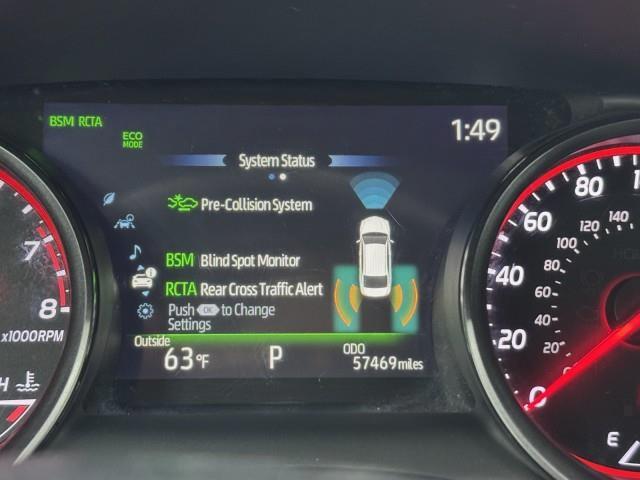 BSM RCTA
ECO
MODE
1:49
System Status
Pre-Collision System
BSM Blind Spot Monitor
RCTA Rear Cross Traffic Alert
Push OK to Change
Settings
Outside
63°F
P
ODO
57469 miles
7
8
x1000RPM
H
80
60
40
20
0
140
120
100
80
60
40
20
E